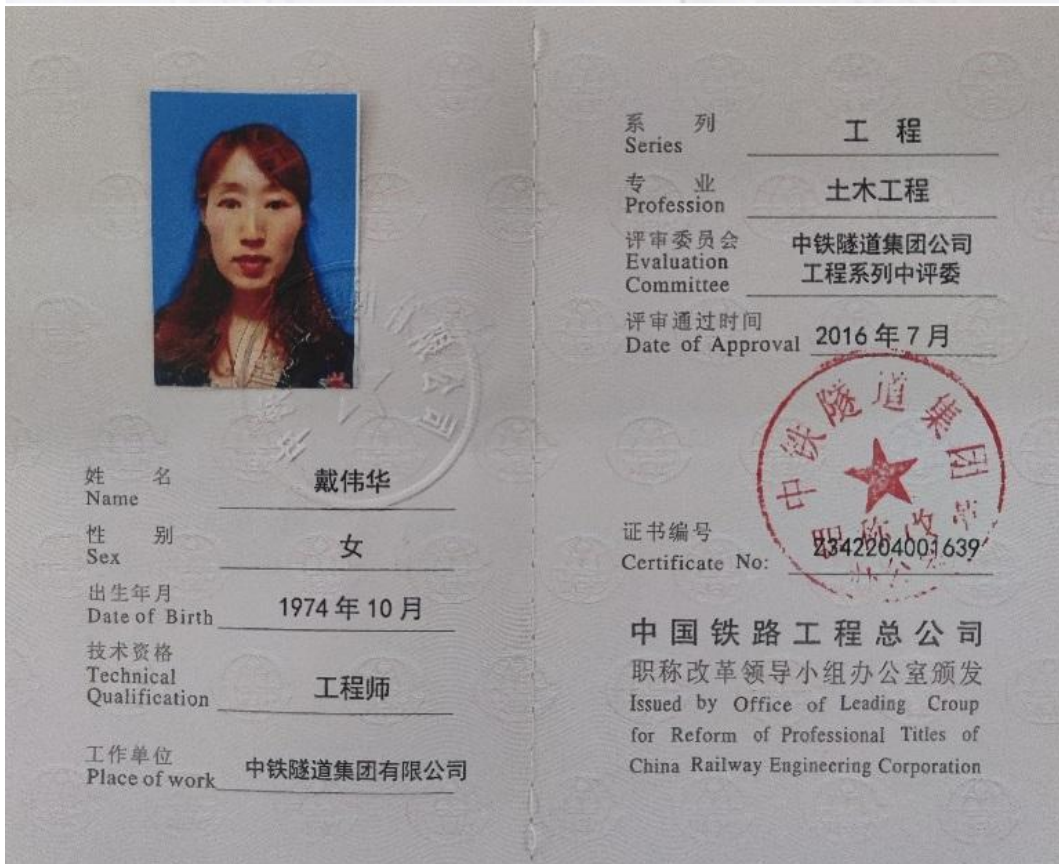 姓名 戴伟华
Name
性别 女
Sex
出生年月 1974年10月
Date of Birth
技术资格
Technical
Qualification 工程师
工作单位 中铁隧道集团有限公司
Place of work
系列 工程
Series
专业 土木工程
Profession
评审委员会 中铁隧道集团公司
Evaluation 工程系列中评委
Committee
评审通过时间 2016年7月
Date of Approval
中铁隧道集团
职称改革
办公室
证书编号 2342204001639
Certificate No:
中国铁路工程总公司
职称改革领导小组办公室颁发
Issued by Office of Leading Croup
for Reform of Professional Titles of
China Railway Engineering Corporation